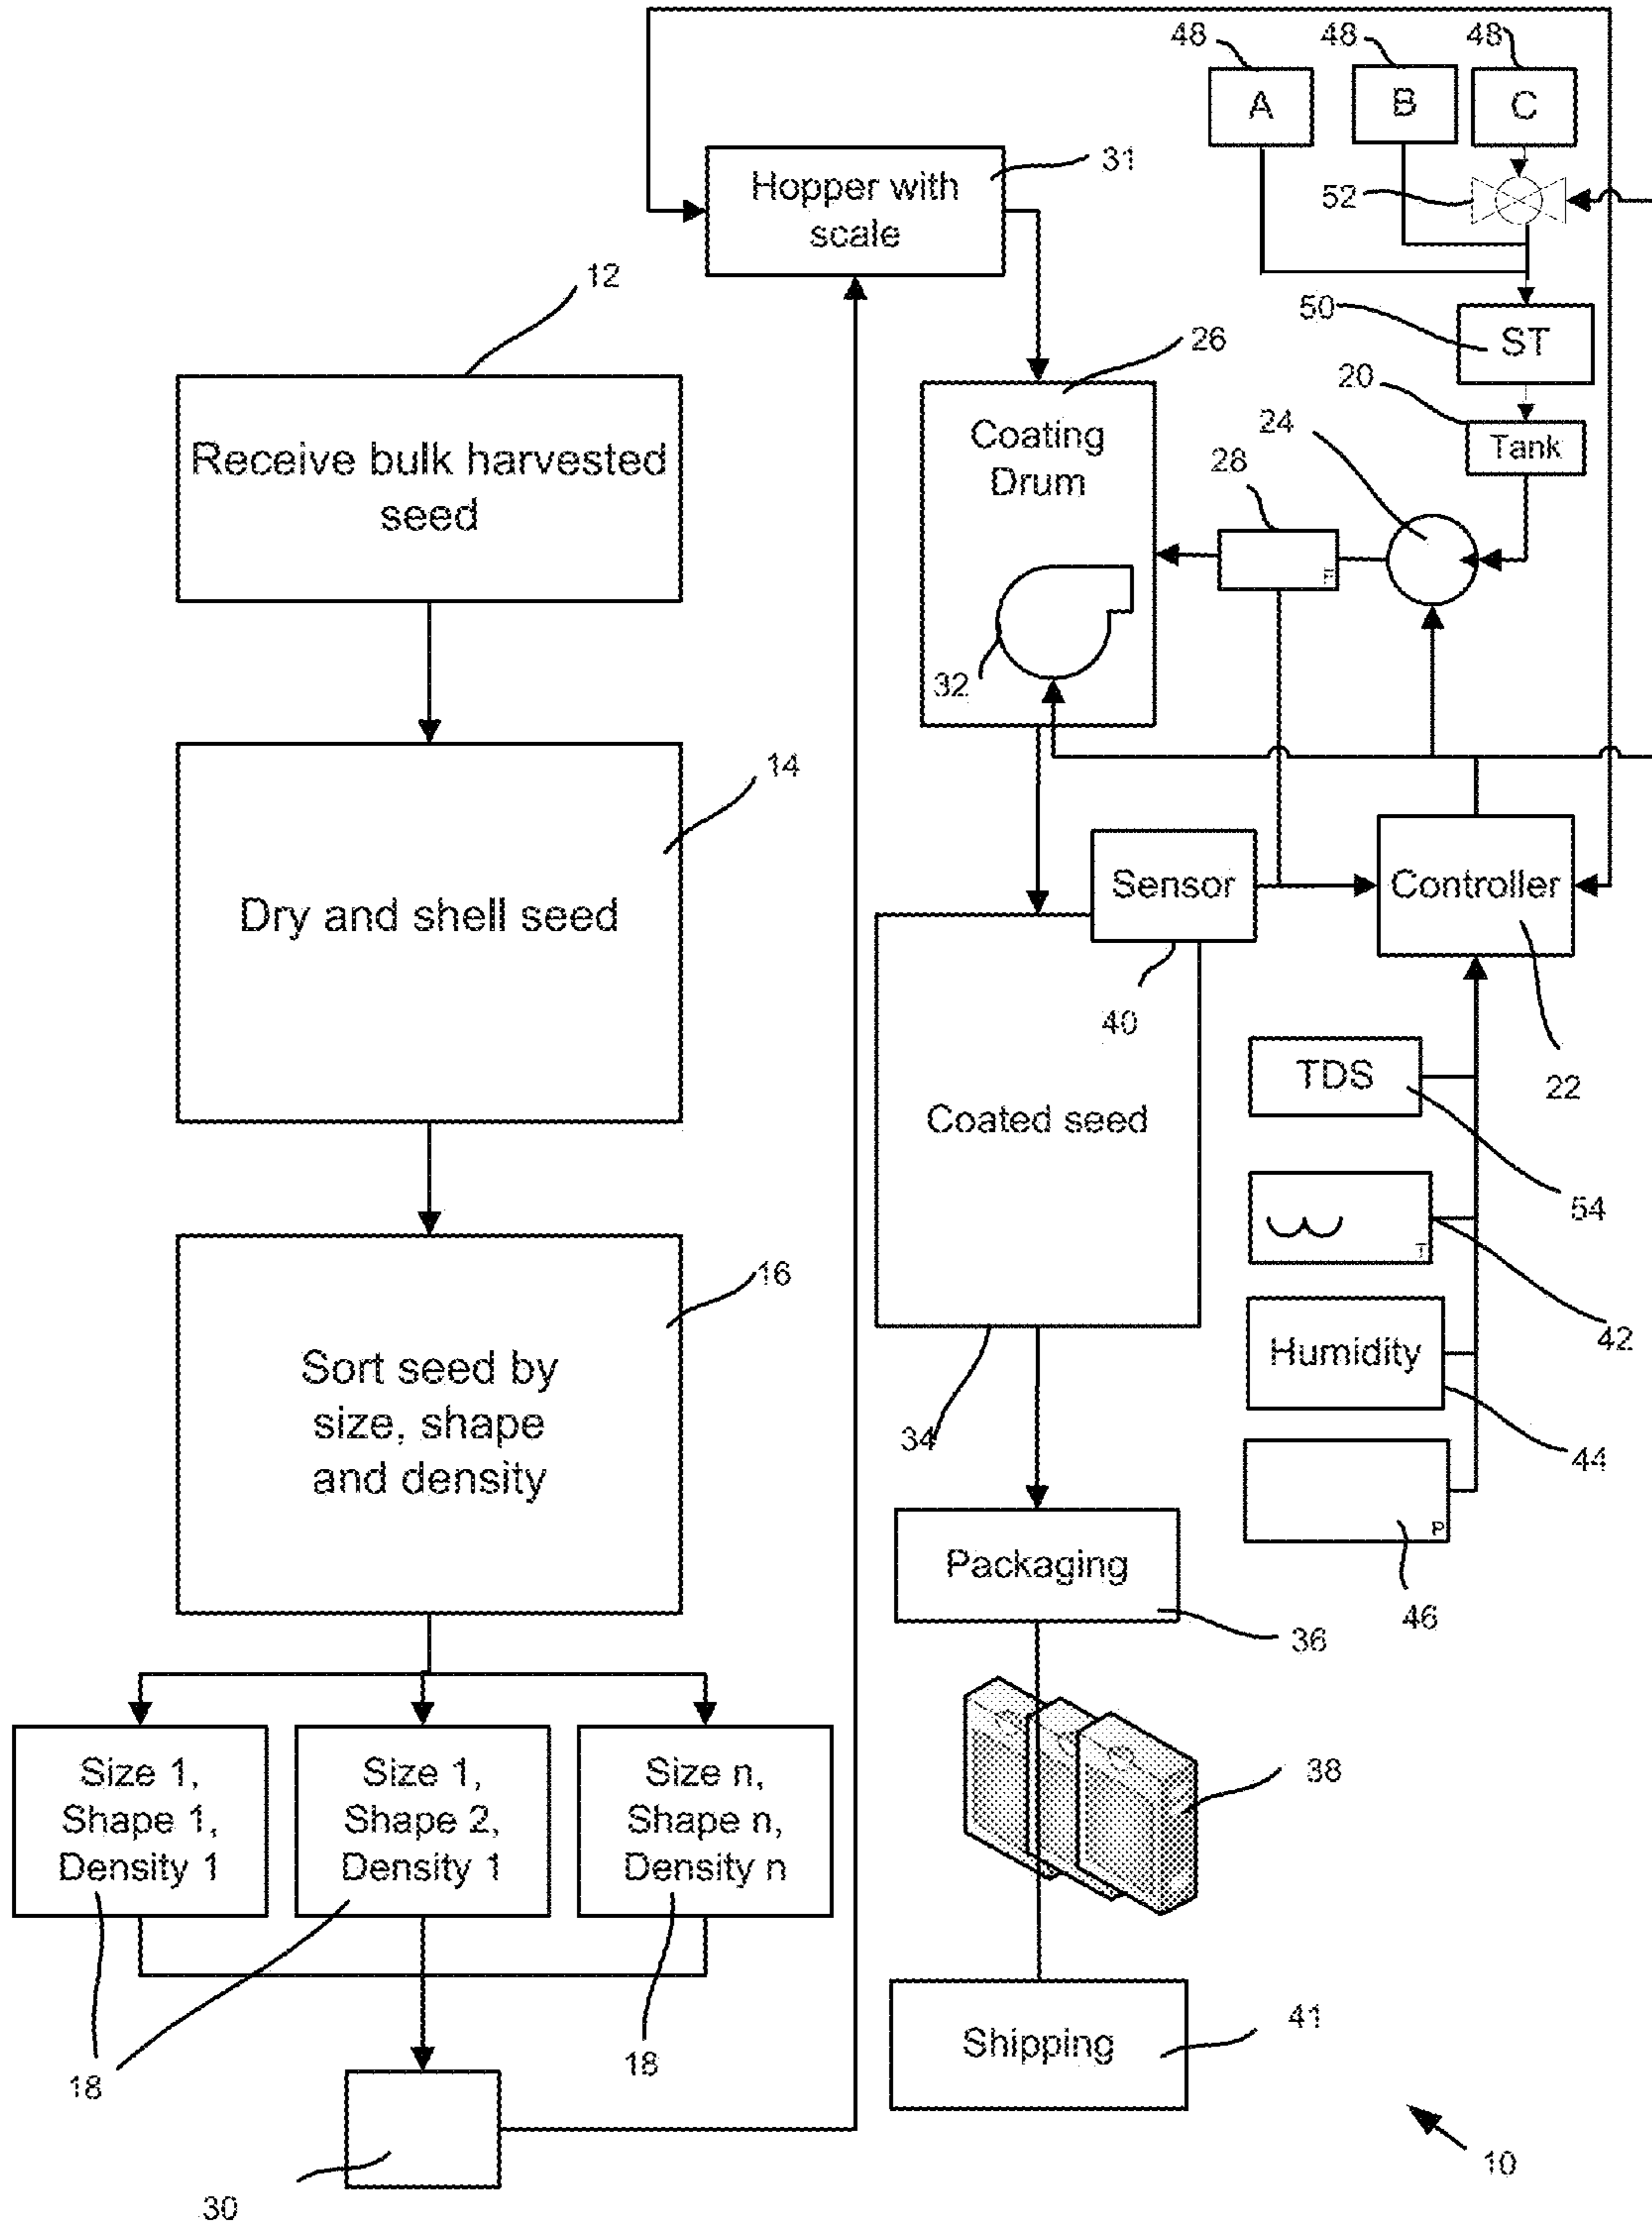 48
48
48
A
B
C
31
Hopper with
scale
52
12
50
ST
26
20
Tank
24
28
Coating
Drum
Receive bulk harvested
seed
32
14
Sensor
Controller
Dry and shell seed
40
22
TDS
54
Coated seed
T
42
16
Humidity
44
Sort seed by
size, shape
and density
34
P
46
Packaging
36
Size 1,
Shape 1,
Density 1
Size 1,
Shape 2,
Density 1
Size n,
Shape n,
Density n
38
18
18
Shipping
41
30
10